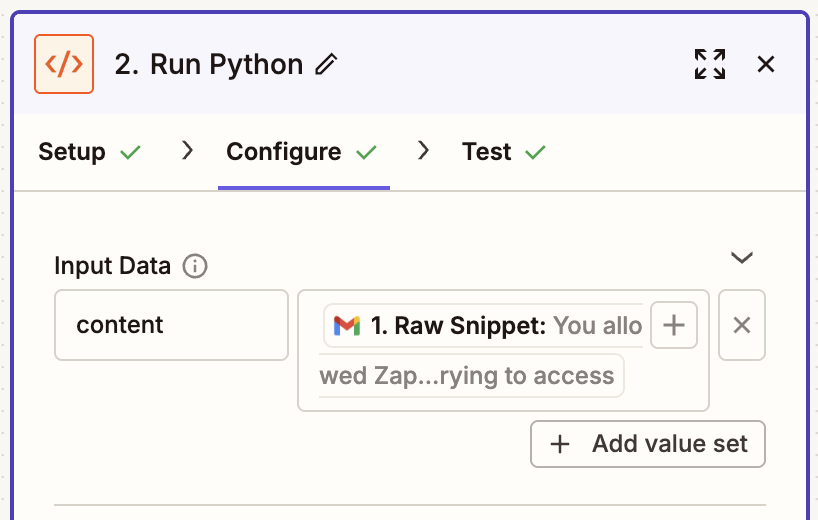 2. Run Python
Setup
Configure
Test
Input Data
content
1. Raw Snippet: You allo
wed Zap...rying to access
Add value set